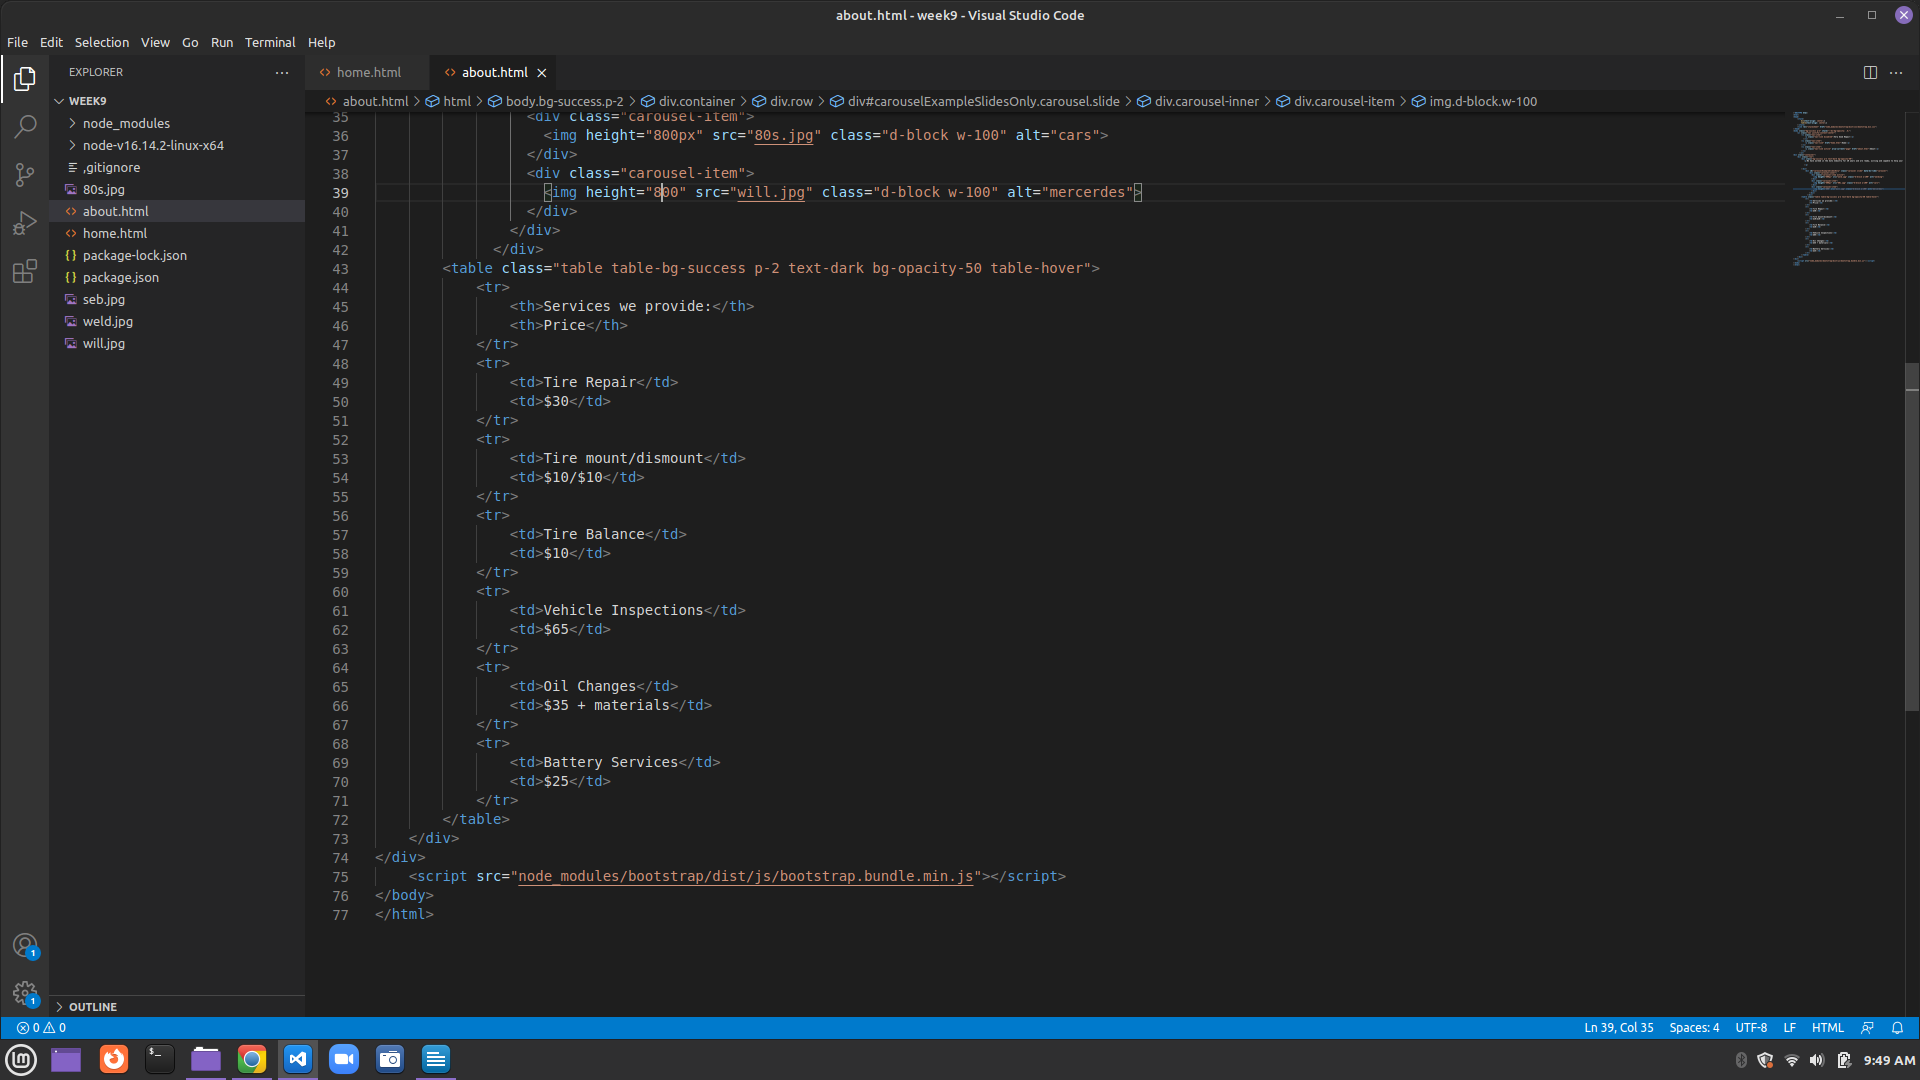 about.html - week9 - Visual Studio Code
File Edit Selection View Go Run Terminal Help
EXPLORER
WEEK9
node_modules
node-v16.14.2-linux-x64
,gitignore
80s.jpg
about.html
home.html
package-lock.json
package.json
seb.jpg
weld.jpg
will.jpg
OUTLINE
home.html about.html
about.html > html > body.bg-success.p-2 > div.container > div.row > div#carouselExampleSlidesOnly.carousel.slide > div.carousel-inner > div.carousel-item > img.d-block.w-100
35 <div class="carousel-item">
36 <img height="800px" src="80s.jpg" class="d-block w-100" alt="cars">
37 </div>
38 <div class="carousel-item">
39 <img height="800" src="will.jpg" class="d-block w-100" alt="mercerdes">
40 </div>
41 </div>
42 </div>
43 <table class="table table-bg-success p-2 text-dark bg-opacity-50 table-hover">
44 <tr>
45 <th>Services we provide:</th>
46 <th>Price</th>
47 </tr>
48 <tr>
49 <td>Tire Repair</td>
50 <td>$30</td>
51 </tr>
52 <tr>
53 <td>Tire mount/dismount</td>
54 <td>$10/$10</td>
55 </tr>
56 <tr>
57 <td>Tire Balance</td>
58 <td>$10</td>
59 </tr>
60 <tr>
61 <td>Vehicle Inspections</td>
62 <td>$65</td>
63 </tr>
64 <tr>
65 <td>Oil Changes</td>
66 <td>$35 + materials</td>
67 </tr>
68 <tr>
69 <td>Battery Services</td>
70 <td>$25</td>
71 </tr>
72 </table>
73 </div>
74 </div>
75 <script src="node_modules/bootstrap/dist/js/bootstrap.bundle.min.js"></script>
76 </body>
77 </html>
1
1
0 0
Ln 39, Col 35 Spaces: 4 UTF-8 LF HTML
9:49 AM